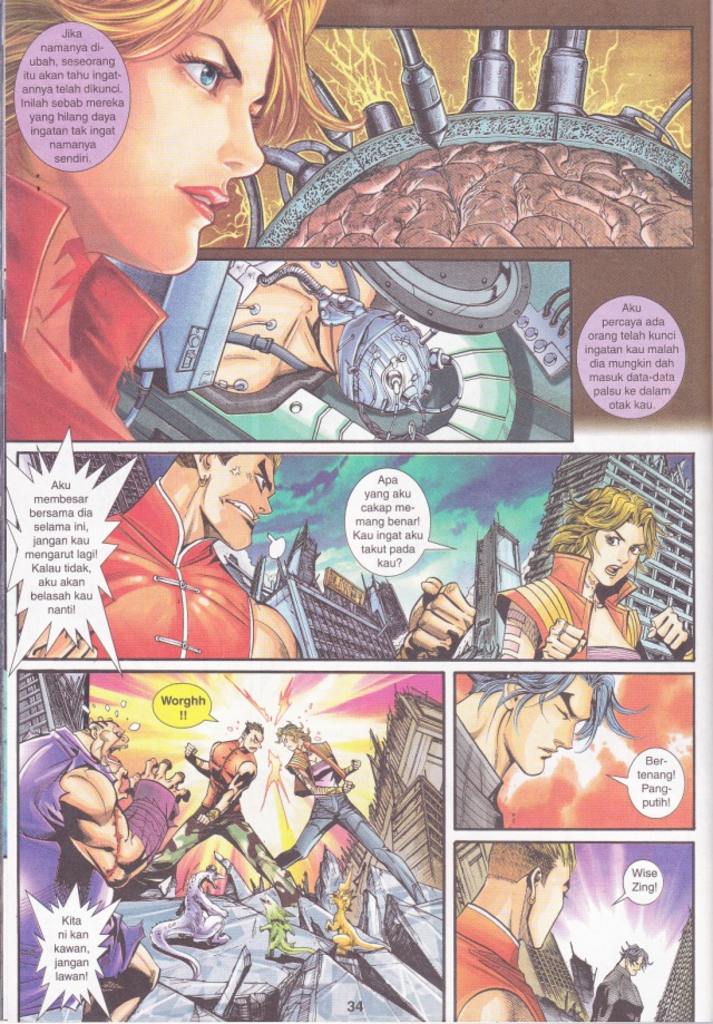 Jika
namanya di-
ubah, seseorang
itu akan tahu ingat-
annya telah dikunci.
Inilah sebab mereka
yang hilang daya
ingatan tak ingat
namanya
sendiri.
Aku
percaya ada
orang telah kunci
ingatan kau malah
dia mungkin dah
masuk data-data
palsu ke dalam
otak kau.
Aku
membesar
bersama dia
selama ini,
jangan kau
mengarut lagi!
Kalau tidak,
aku akan
belasah kau
nanti!
Apa
yang aku
cakap me-
mang benar!
Kau ingat aku
takut pada
kau?
Worghh
!!
Kita
ni kan
kawan,
jangan
lawan!
Ber-
tenang!
Pang-
putih!
Wise
Zing!
34